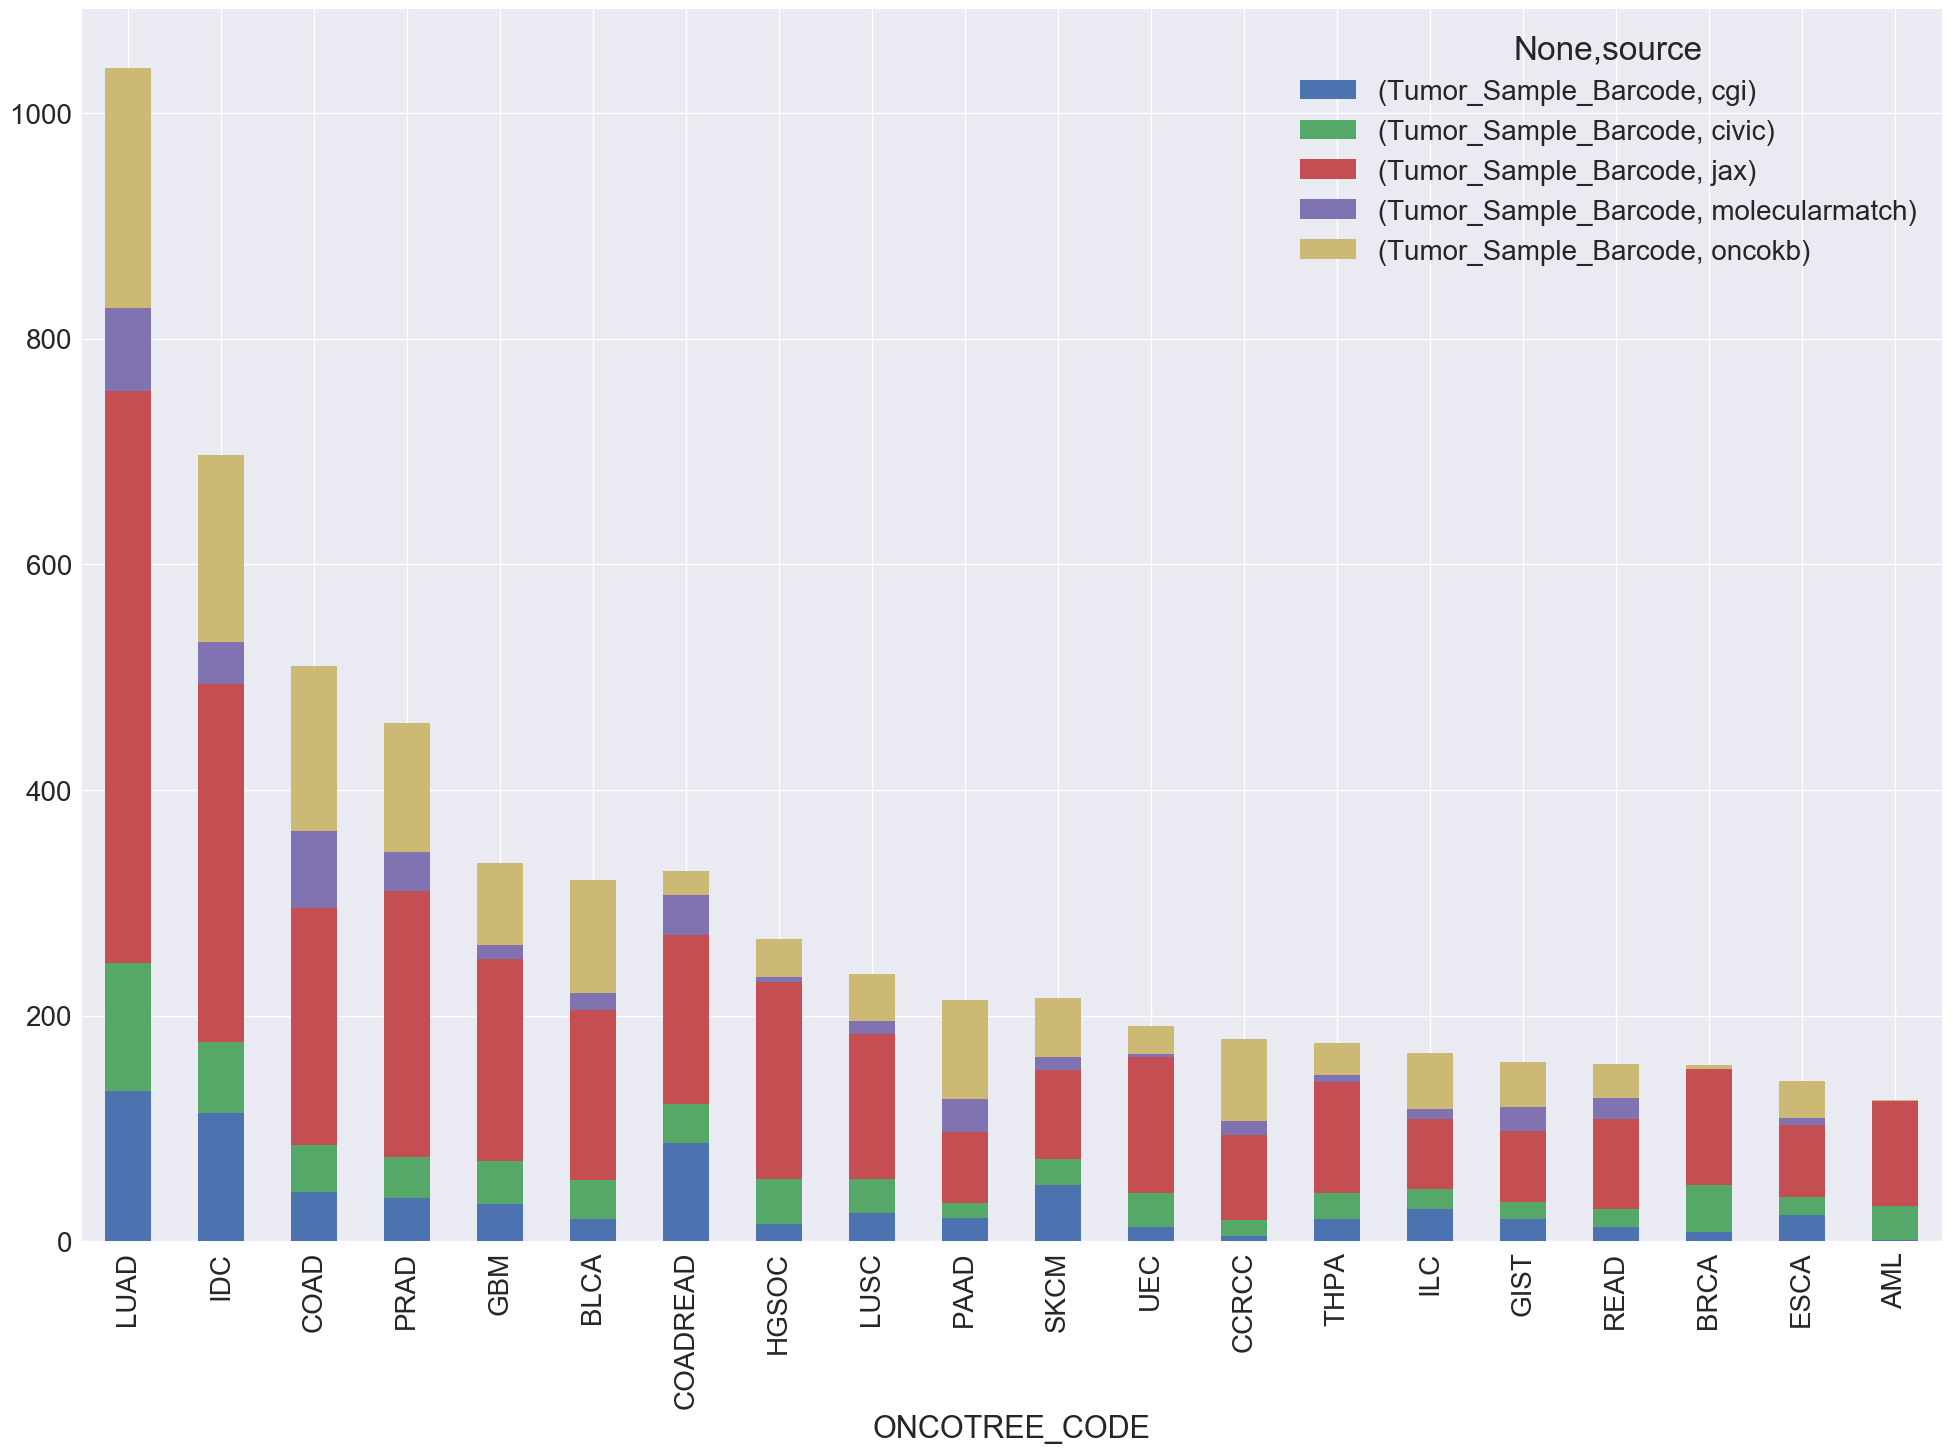 None,source
(Tumor_Sample_Barcode, cgi)
(Tumor_Sample_Barcode, civic)
(Tumor_Sample_Barcode, jax)
(Tumor_Sample_Barcode, molecularmatch)
(Tumor_Sample_Barcode, oncokb)
1000
800
600
400
200
0
LUAD
IDC
COAD
PRAD
GBM
BLCA
COADREAD
HGSOC
LUSC
PAAD
SKCM
UEC
CCRCC
THPA
ILC
GIST
READ
BRCA
ESCA
AML
ONCOTREE_CODE